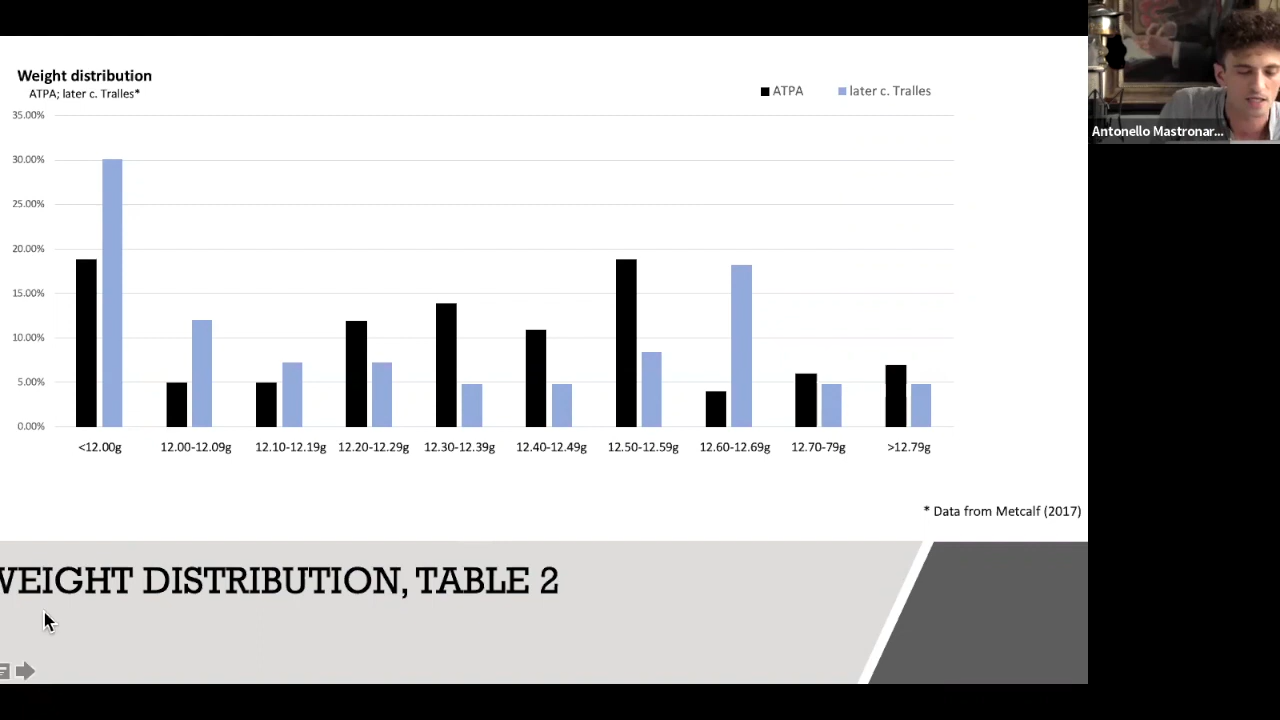 Weight distribution
ATPA; later c. Tralles*
ATPA later c. Tralles
35.00%
30.00%
25.00%
20.00%
15.00%
10.00%
5.00%
0.00%
<12.00g 12.00-12.09g 12.10-12.19g 12.20-12.29g 12.30-12.39g 12.40-12.49g 12.50-12.59g 12.60-12.69g 12.70-79g >12.79g
* Data from Metcalf (2017)
WEIGHT DISTRIBUTION, TABLE 2
Antonello Mastronar...